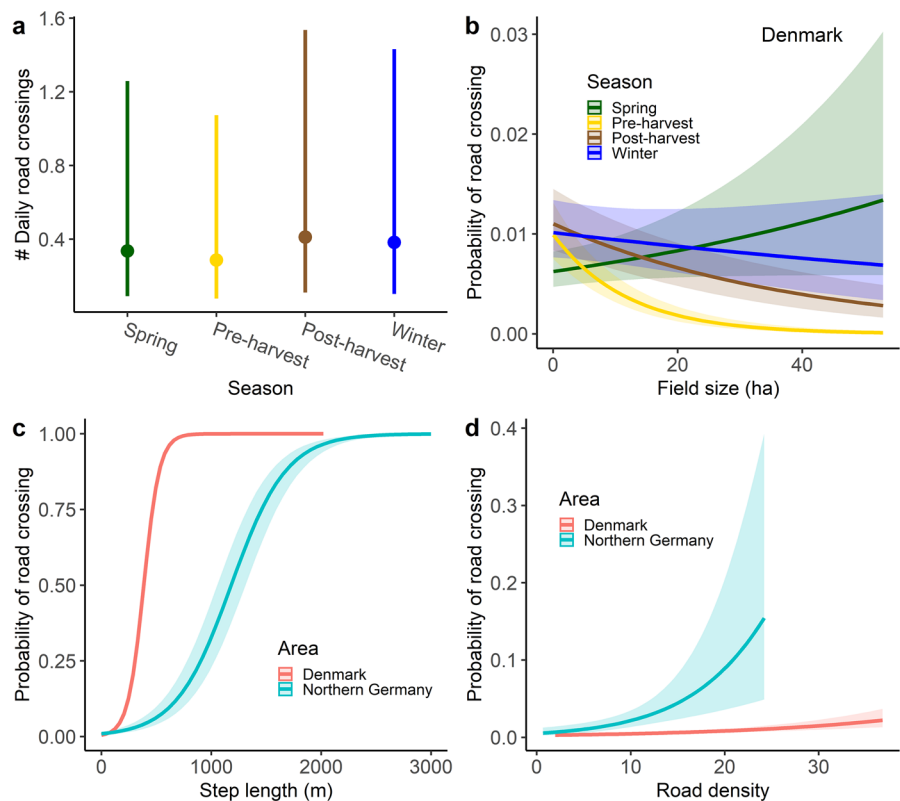 a
1.6
1.2
0.8
0.4
# Daily road crossings
Spring
Pre-harvest
Post-harvest
Winter
Season
b
Denmark
0.03
0.02
0.01
0.00
Probability of road crossing
Season
Spring
Pre-harvest
Post-harvest
Winter
0 20 40
Field size (ha)
c
1.00
0.75
0.50
0.25
0.00
Probability of road crossing
Area
Denmark
Northern Germany
0 1000 2000 3000
Step length (m)
d
0.4
0.3
0.2
0.1
0.0
Probability of road crossing
Area
Denmark
Northern Germany
0 10 20 30
Road density